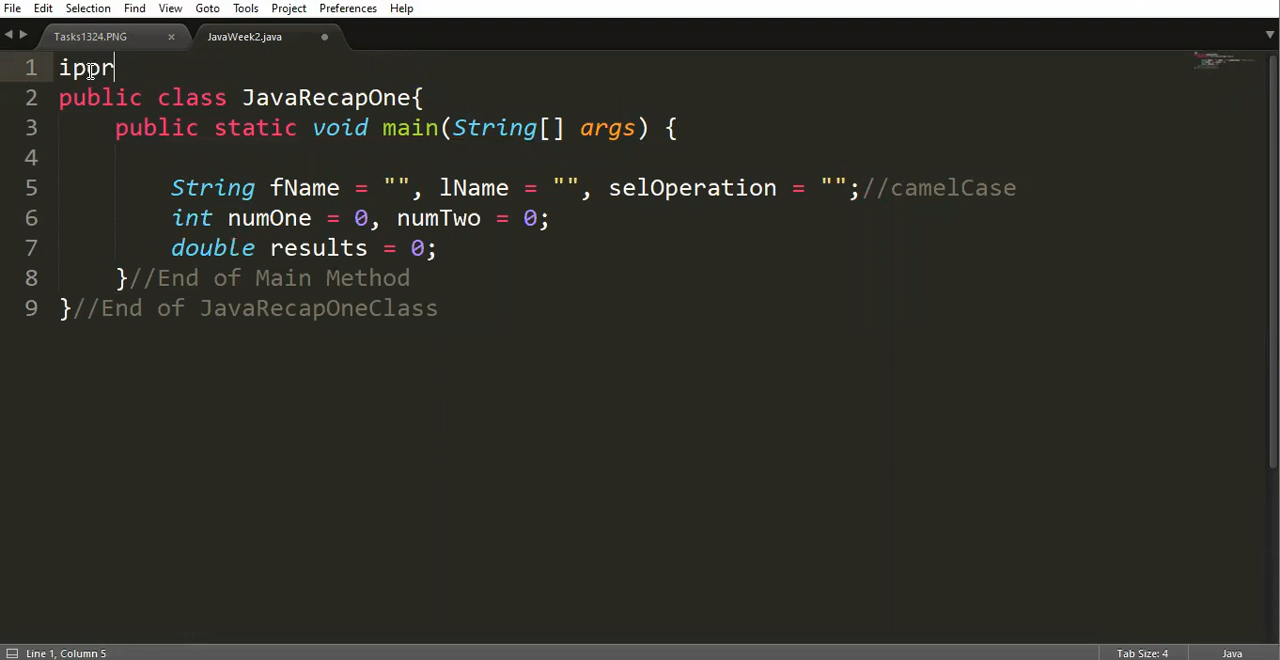 File Edit Selection Find View Goto Tools Project Preferences Help
Tasks1324.PNG × JavaWeek2.java
1 ippr
2 public class JavaRecapOne{
3 public static void main(String[] args) {
4
5 String fName = "", lName = "", selOperation = "";//camelCase
6 int numOne = 0, numTwo = 0;
7 double results = 0;
8 }//End of Main Method
9 }//End of JavaRecapOneClass
Line 1, Column 5 Tab Size: 4 Java